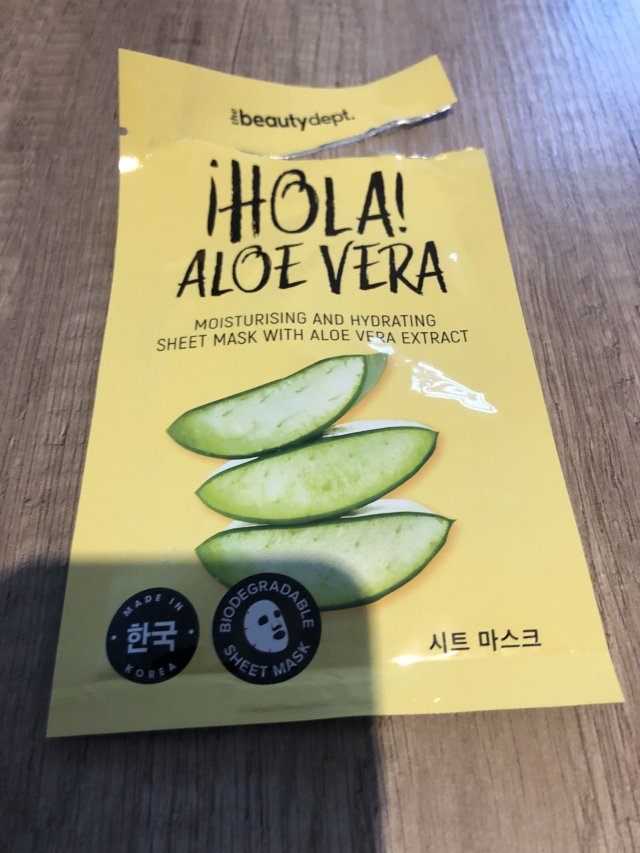 the beautydept.
¡HOLA!
ALOE VERA
MOISTURISING AND HYDRATING
SHEET MASK WITH ALOE VERA EXTRACT
MADE IN
한국
KOREA
BIODEGRADABLE
SHEET MASK
시트 마스크